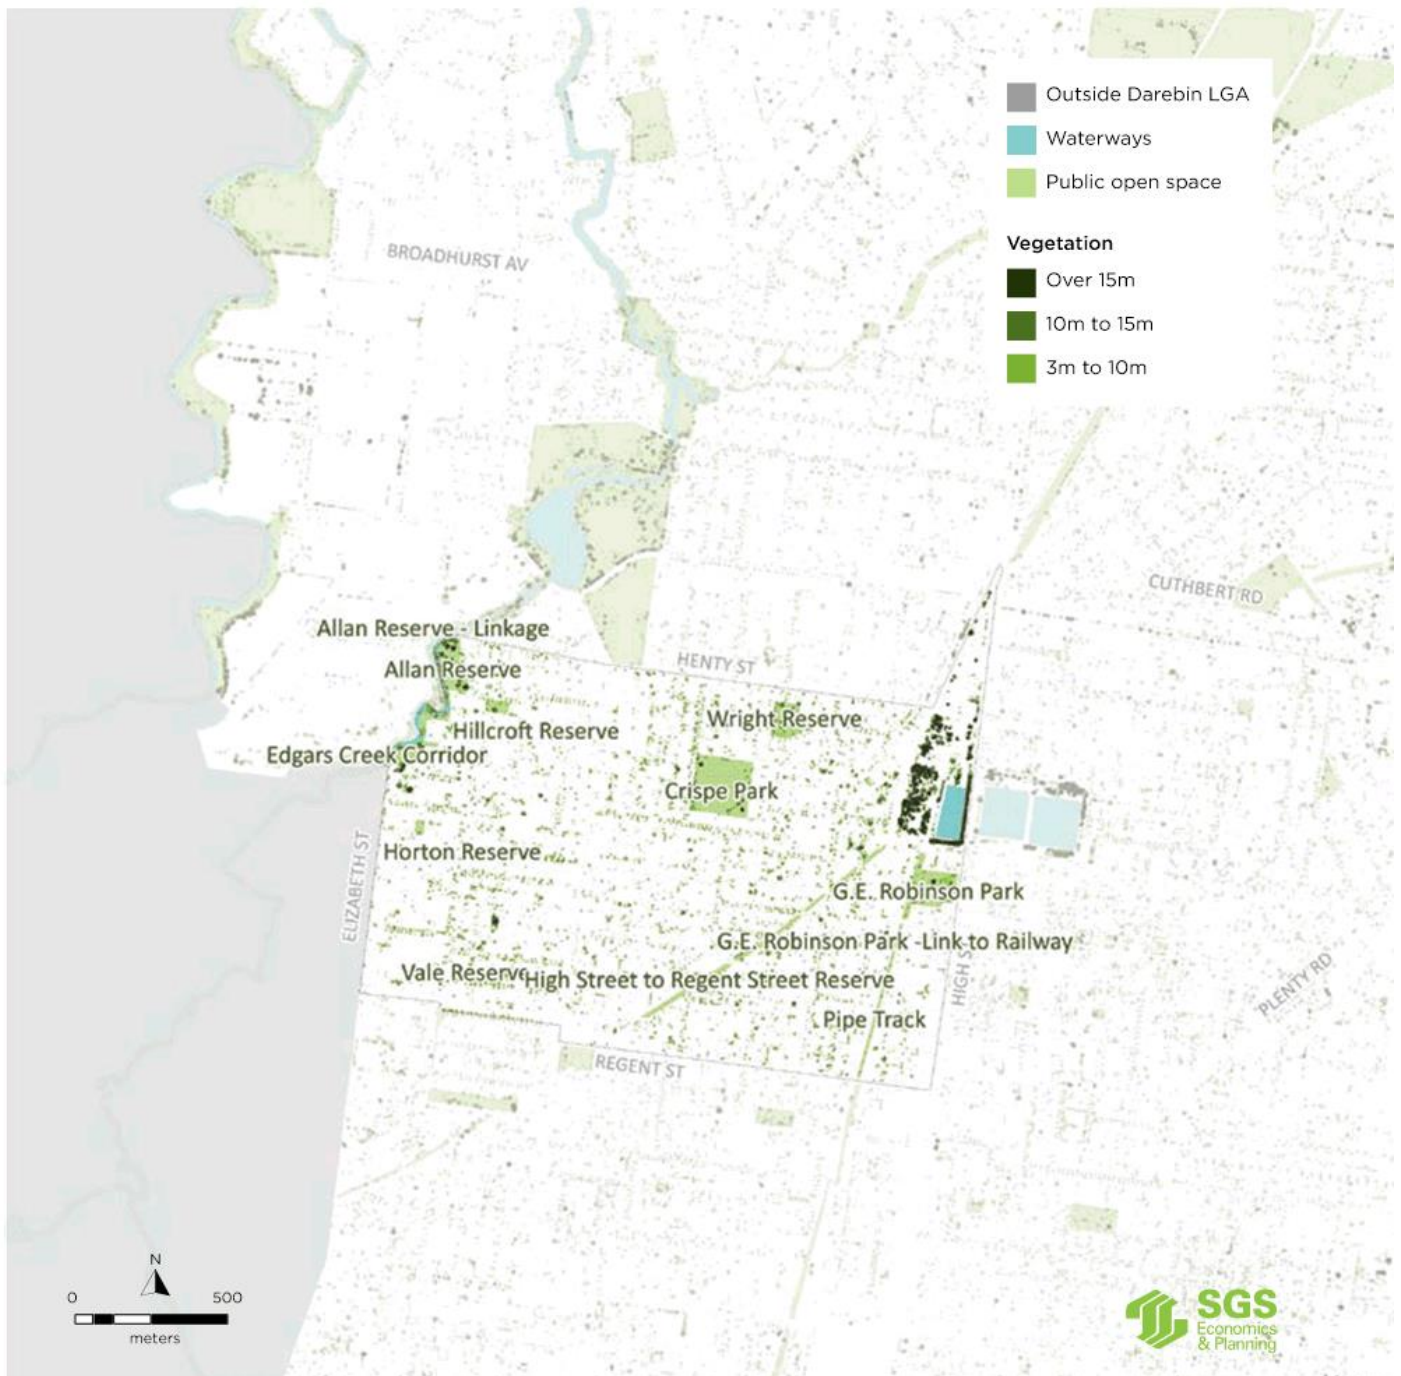 Outside Darebin LGA
Waterways
Public open space
Vegetation
Over 15m
10m to 15m
3m to 10m
BROADHURST AV
CUTHBERT RD
Allan Reserve - Linkage
HENTY ST
Allan Reserve
Wright Reserve
Hillcroft Reserve
Edgars Creek Corridor
Crispe Park
Horton Reserve
ELIZABETH ST
G.E. Robinson Park
G.E. Robinson Park -Link to Railway
Vale Reserve
High Street to Regent Street Reserve
HIGH S
PLENTY RD
Pipe Track
REGENT ST
N
0 500
meters
SGS
Economics
& Planning